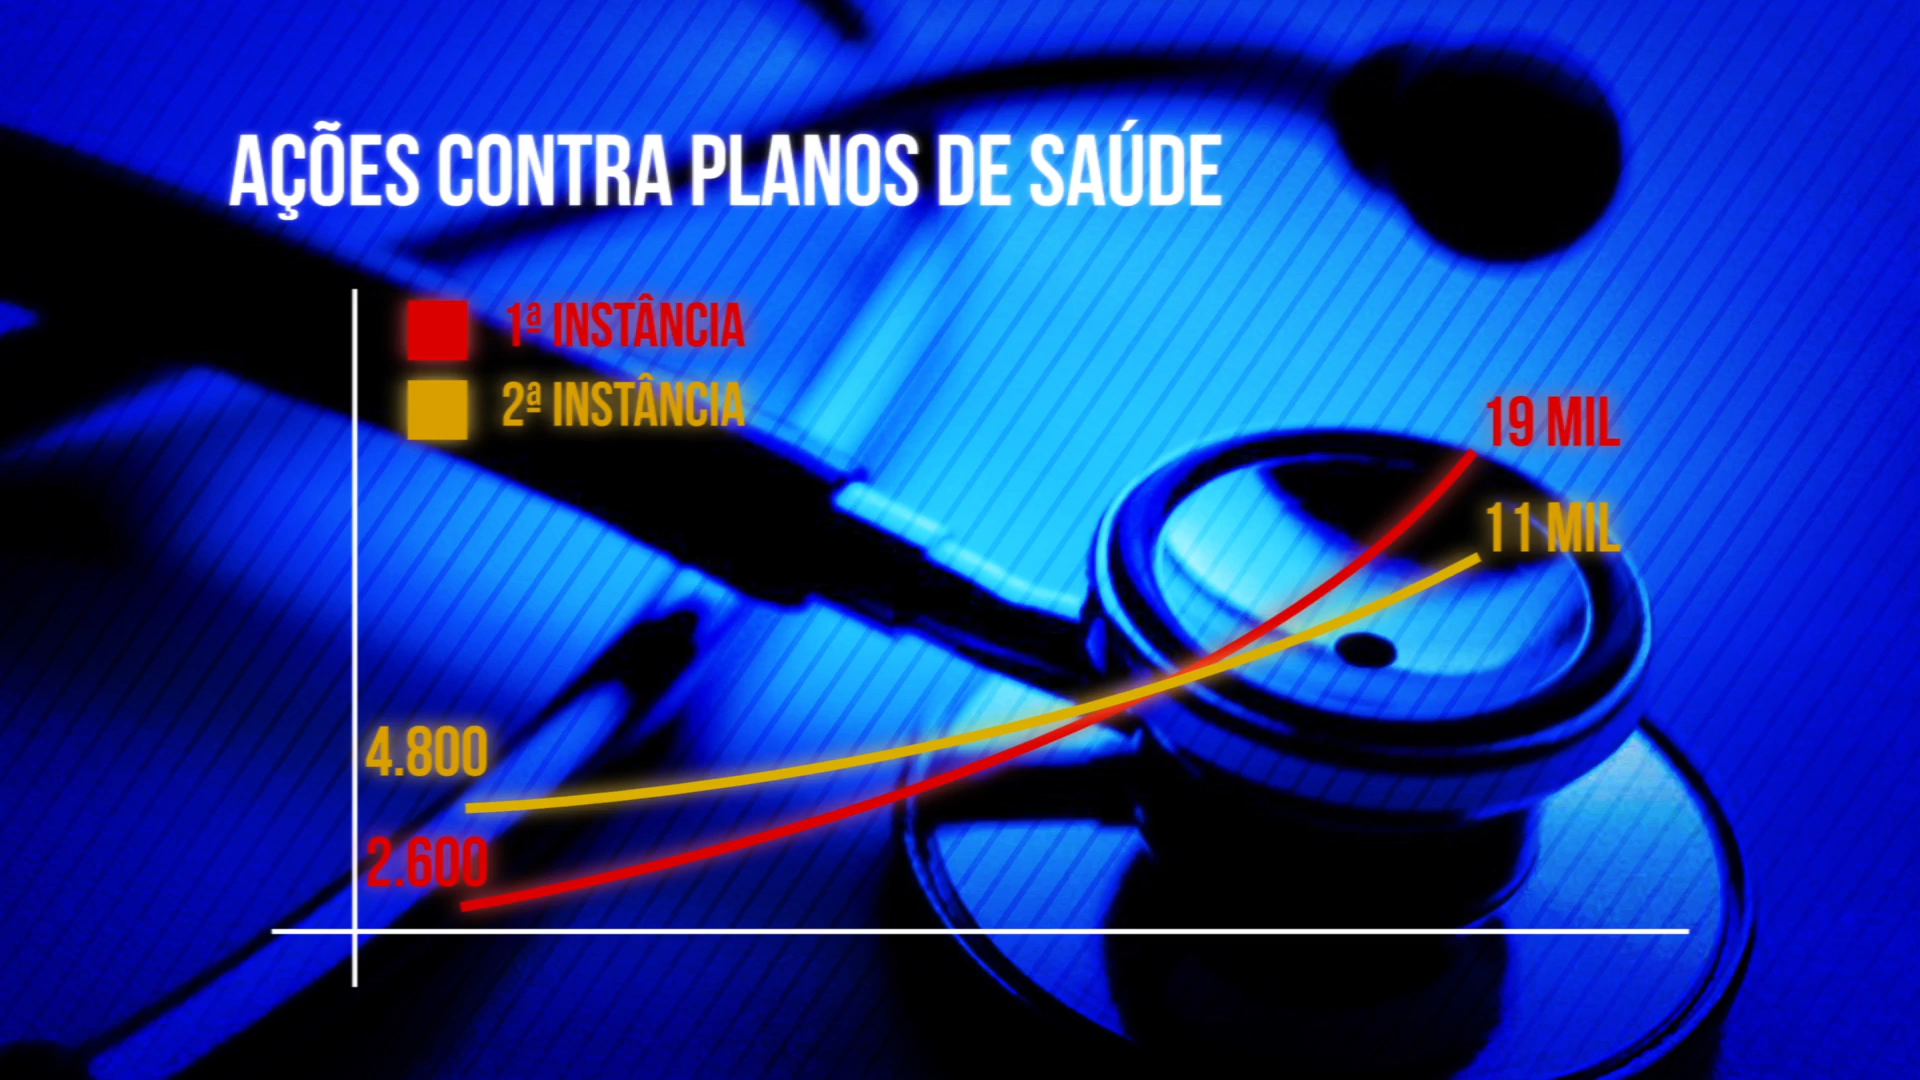 AÇÕES CONTRA PLANOS DE SAÚDE
1ª INSTÂNCIA
2ª INSTÂNCIA
19 MIL
11 MIL
4.800
2.600